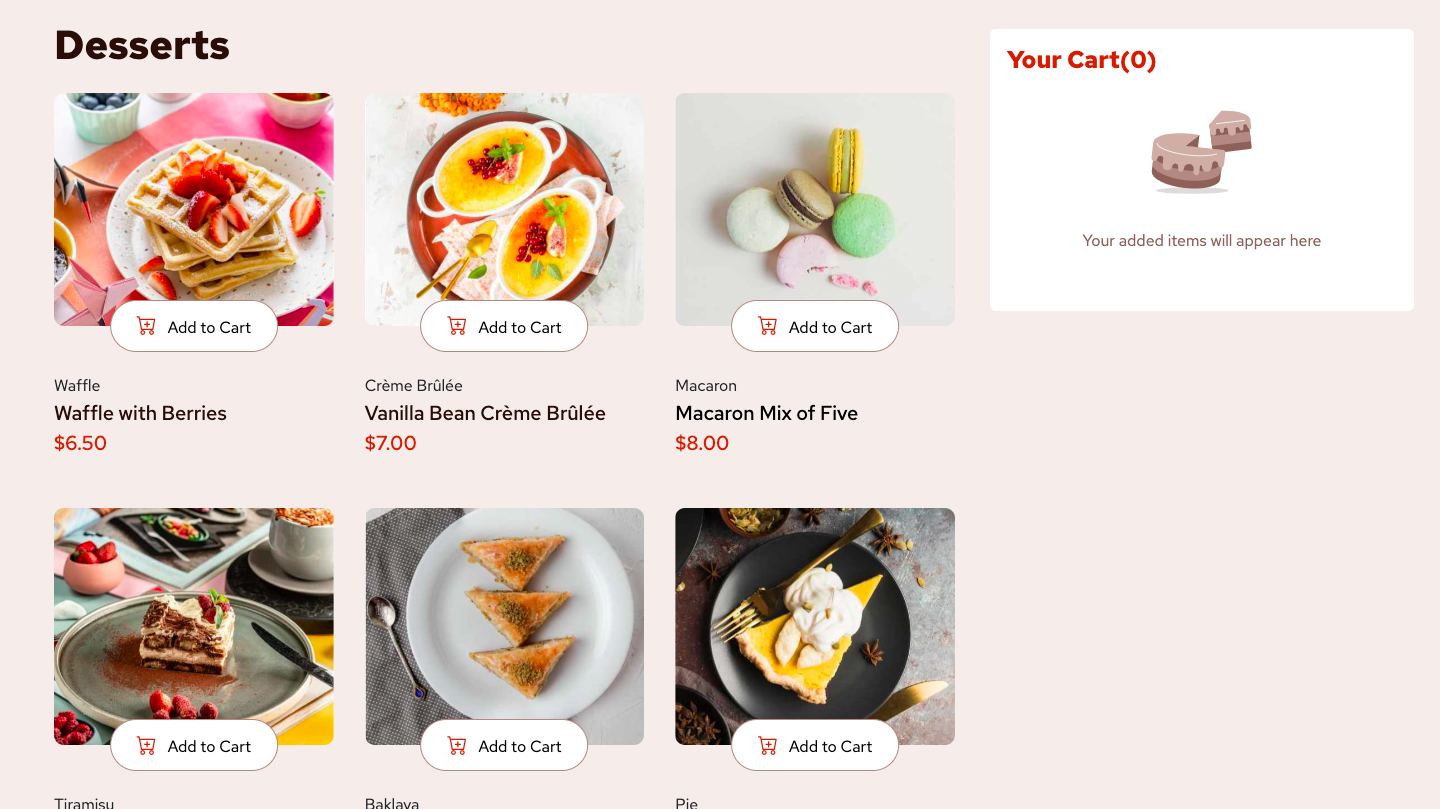 Desserts
Your Cart(0)
Your added items will appear here
Add to Cart
Add to Cart
Add to Cart
Waffle
Waffle with Berries
$6.50
Crème Brûlée
Vanilla Bean Crème Brûlée
$7.00
Macaron
Macaron Mix of Five
$8.00
Add to Cart
Add to Cart
Add to Cart
Tiramisu
Baklava
Pie